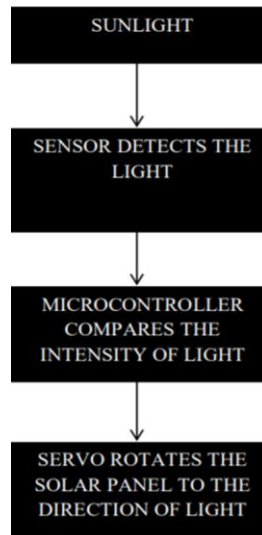 SUNLIGHT
SENSOR DETECTS THE
LIGHT
MICROCONTROLLER
COMPARES THE
INTENSITY OF LIGHT
SERVO ROTATES THE
SOLAR PANEL TO THE
DIRECTION OF LIGHT